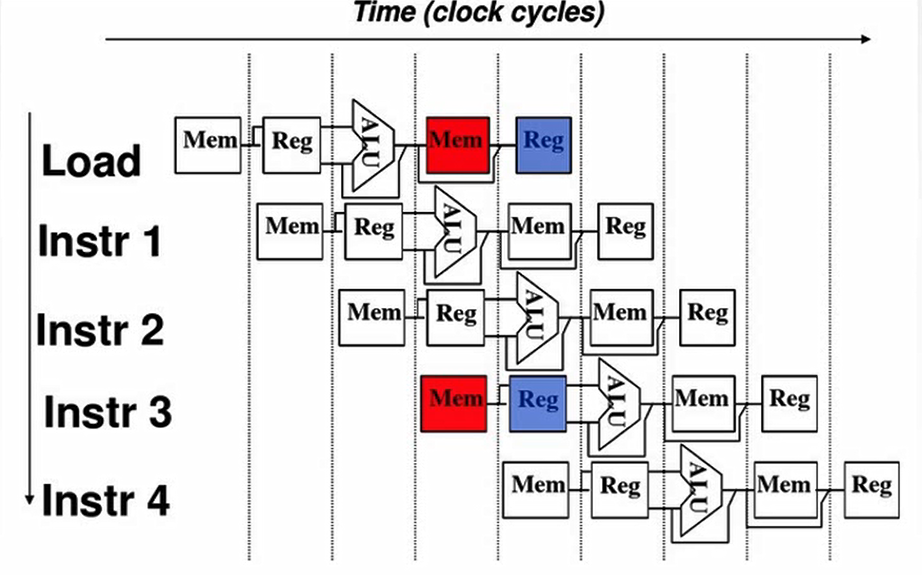 Time (clock cycles)
Load Mem Reg ALU Mem Reg
Instr 1 Mem Reg ALU Mem Reg
Instr 2 Mem Reg ALU Mem Reg
Instr 3 Mem Reg ALU Mem Reg
Instr 4 Mem Reg ALU Mem Reg